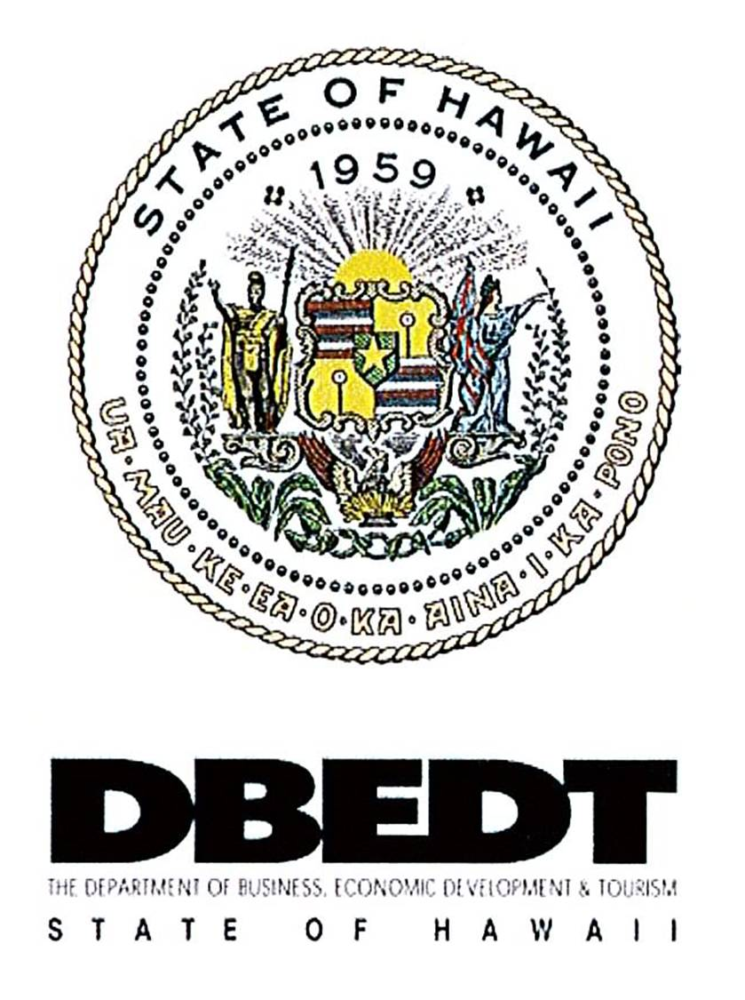 STATE OF HAWAII
1959
UA · MAU · KE · EA · O · KA · AINA · I · KA · PONO
DBEDT
THE DEPARTMENT OF BUSINESS, ECONOMIC DEVELOPMENT & TOURISM
STATE OF HAWAII